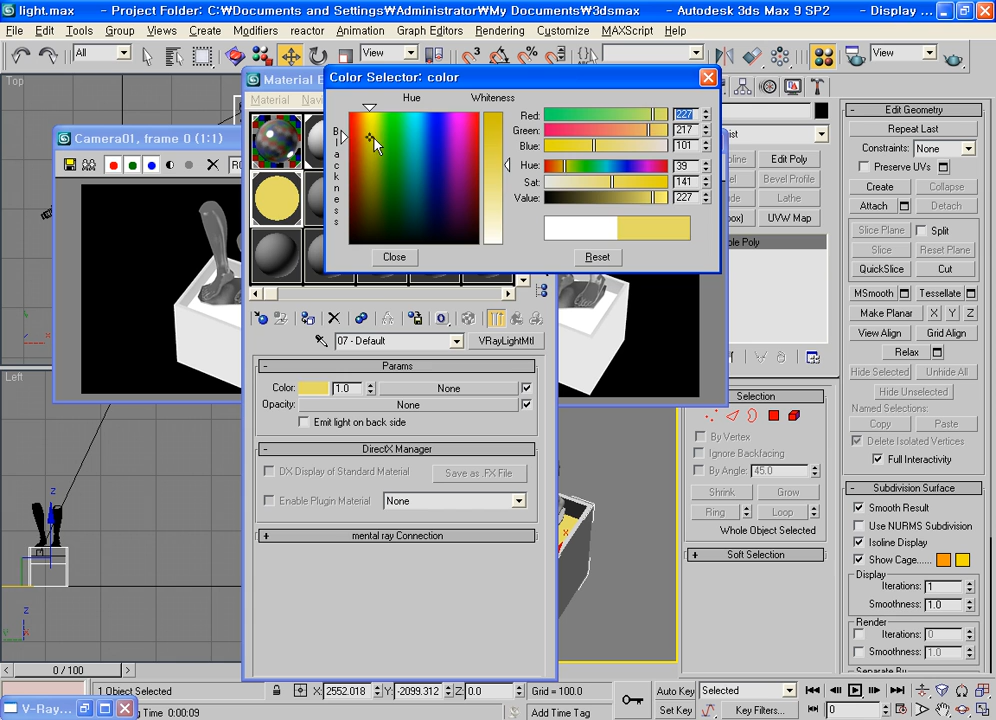 light.max - Project Folder: C:₩Documents and Settings₩Administrator₩My Documents₩3dsmax - Autodesk 3ds Max 9 SP2 - Display ...
File Edit Tools Group Views Create Modifiers reactor Animation Graph Editors Rendering Customize MAXScript Help
All
View
View
Top
Material E
Color Selector: color
Material Navi
Hue Whiteness
Blackness
Red: 227
Green: 217
Blue: 101
Hue: 39
Sat: 141
Value: 227
Close
Reset
Camera01, frame 0 (1:1)
Edit Poly
Bevel Profile
Lathe
UVW Map
Edit Geometry
Repeat Last
Constraints: None
Preserve UVs
Create Collapse
Attach Detach
Slice Plane Split
Slice Reset Plane
QuickSlice Cut
MSmooth Tessellate
Make Planar X Y Z
View Align Grid Align
Relax
Hide Selected Unhide All
Hide Unselected
Named Selections:
Copy Paste
Delete Isolated Vertices
Full Interactivity
07 - Default VRayLightMtl
- Params
Color: 1.0 None
Opacity: None
Emit light on back side
- DirectX Manager
DX Display of Standard Material Save as .FX File
Enable Plugin Material None
+ mental ray Connection
Left
z
z
Y
x
Selection
By Vertex
Ignore Backfacing
By Angle: 45.0
Shrink Grow
Ring Loop
Whole Object Selected
+ Soft Selection
- Subdivision Surface
Smooth Result
Use NURMS Subdivision
Isoline Display
Show Cage......
Display
Iterations: 1
Smoothness: 1.0
Render
Iterations: 0
Smoothness: 1.0
Separate By
0 / 100
1 Object Selected X: 2552.018 Y: -2099.312 Z: 0.0 Grid = 100.0 Auto Key Selected
V-Ray... Time 0:00:09 Add Time Tag Set Key Key Filters... 0